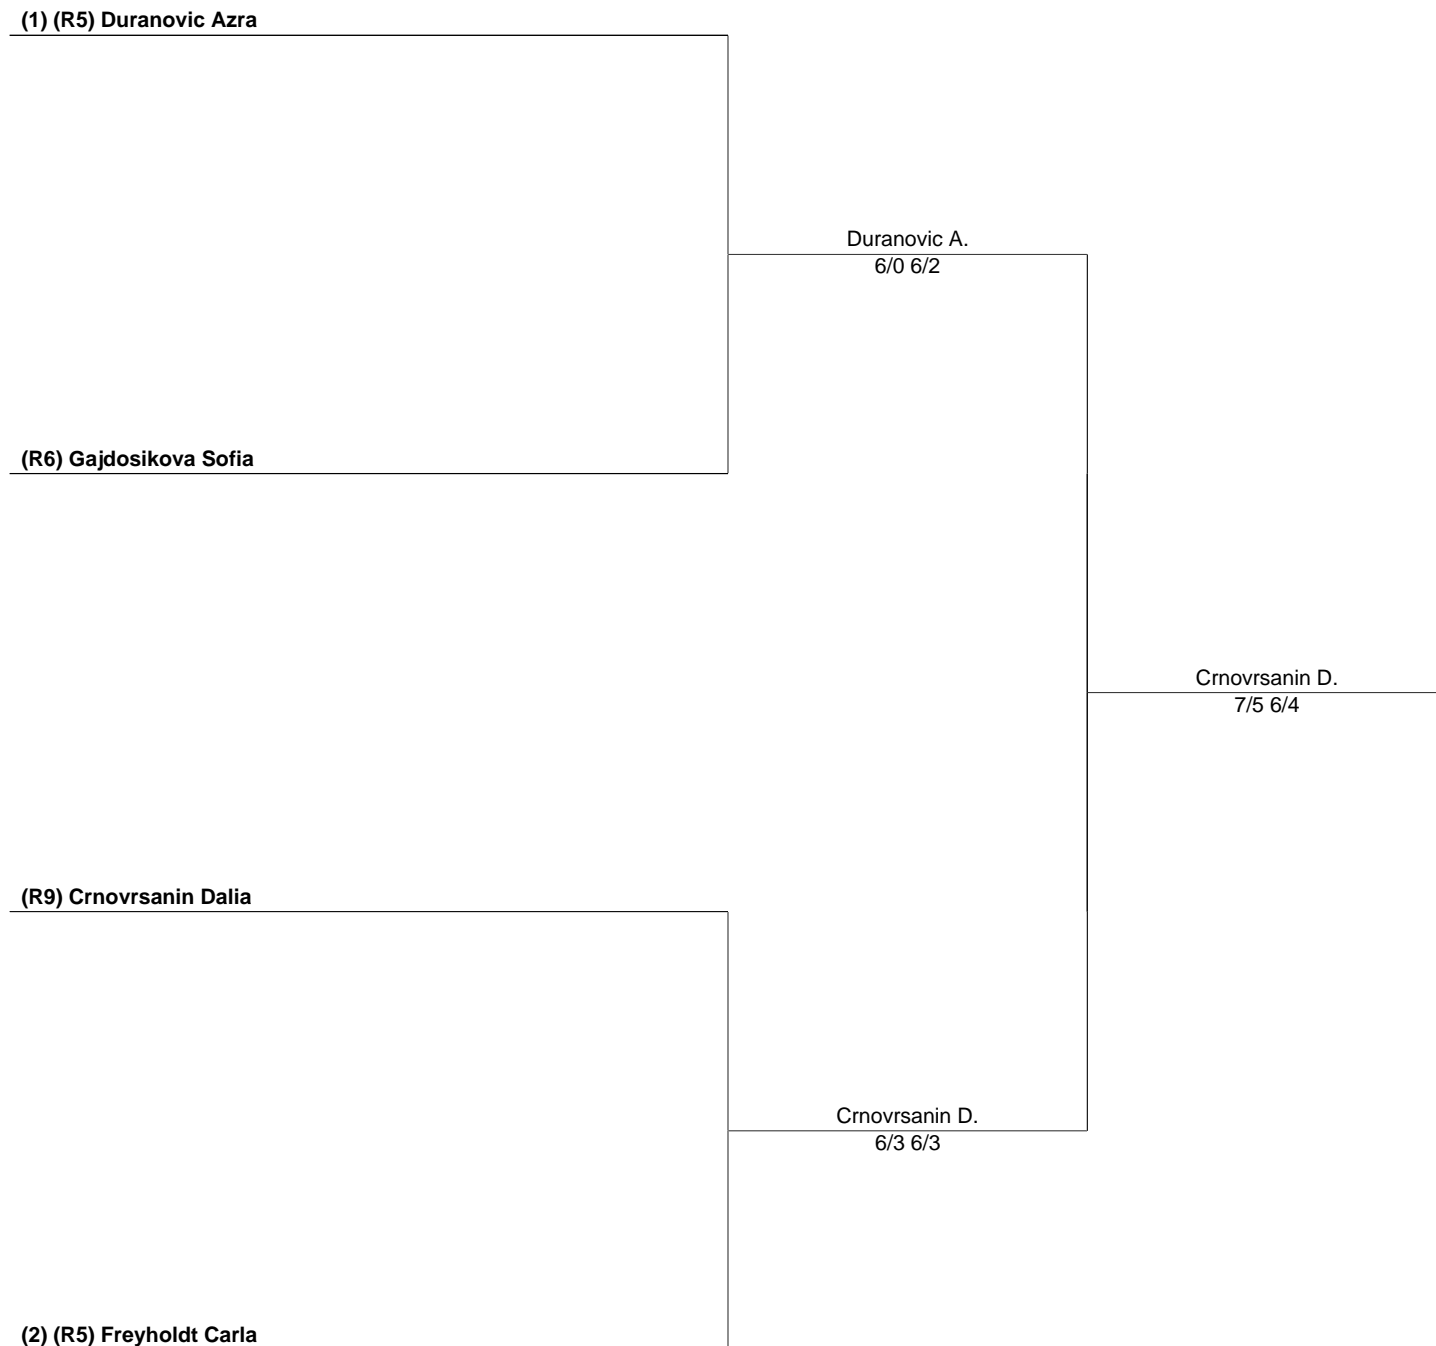 (1) (R5) Duranovic Azra
Duranovic A.
6/0 6/2
(R6) Gajdosikova Sofia
Crnovrsanin D.
7/5 6/4
(R9) Crnovrsanin Dalia
Crnovrsanin D.
6/3 6/3
(2) (R5) Freyholdt Carla